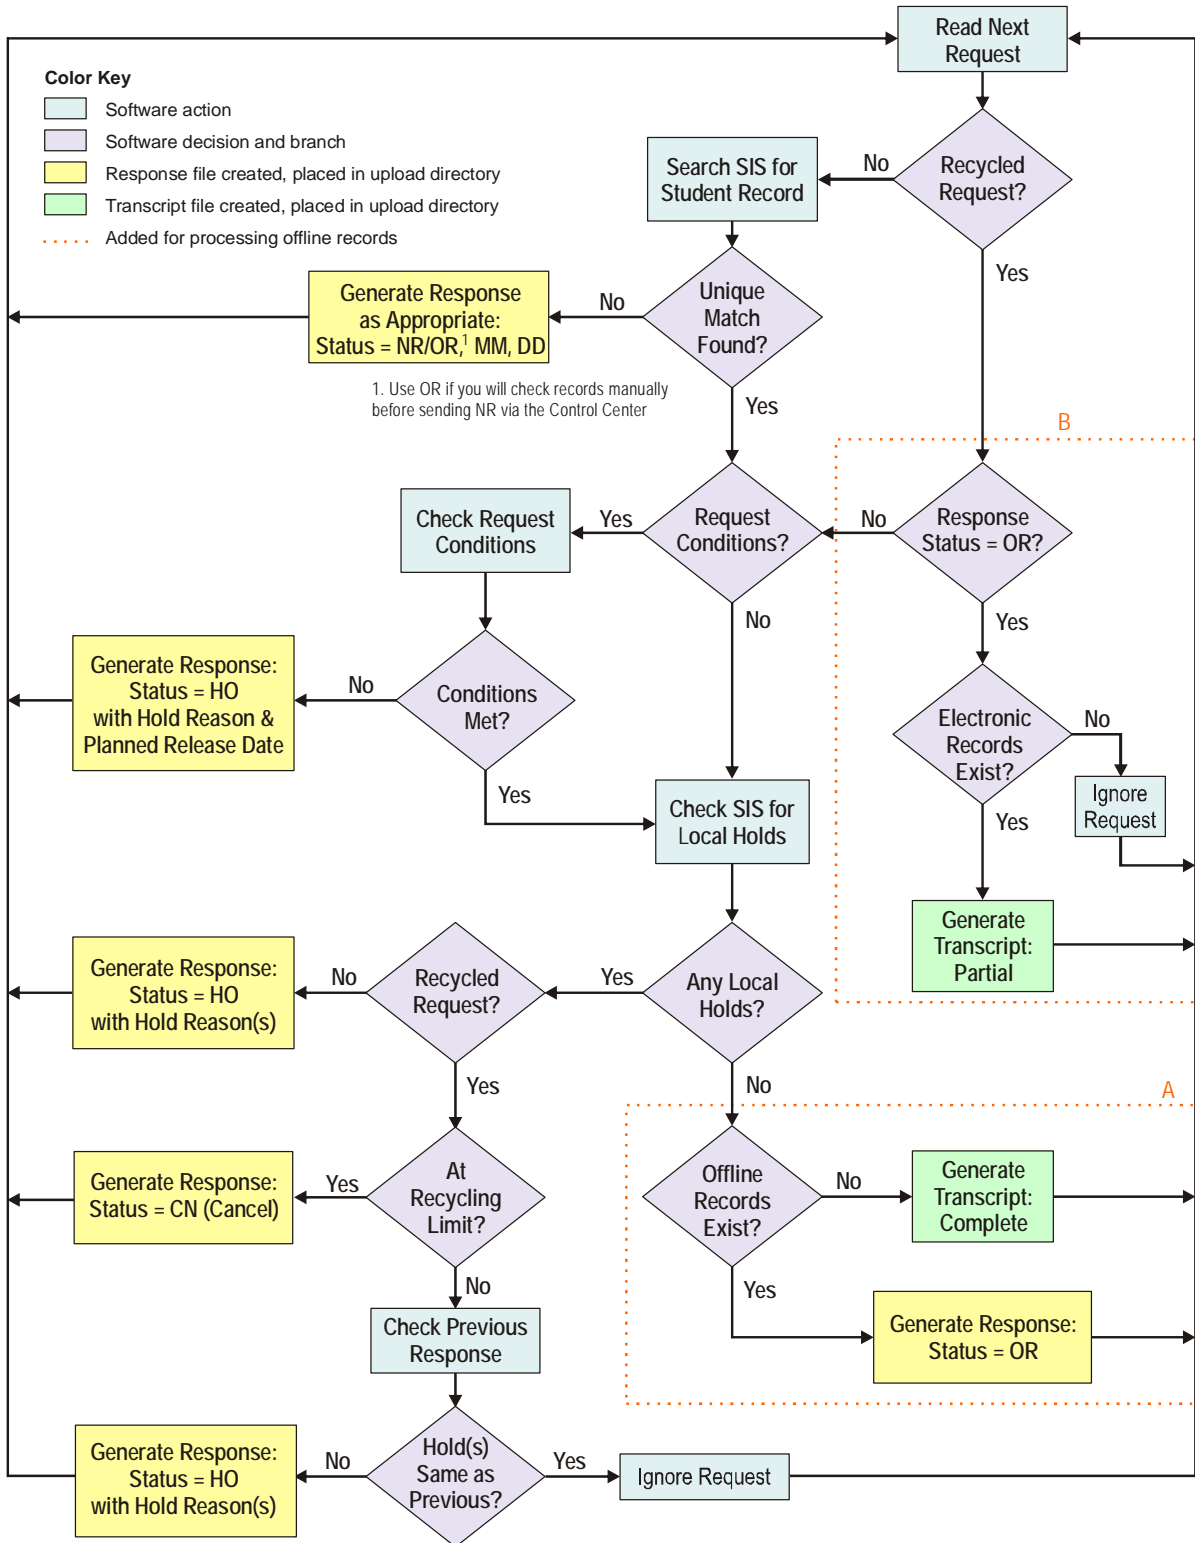 Read Next
Request
Color Key
Software action
Software decision and branch
Response file created, placed in upload directory
Transcript file created, placed in upload directory
Added for processing offline records
Search SIS for
Student Record
No
Recycled
Request?
Yes
Generate Response
as Appropriate:
Status = NR/OR,¹ MM, DD
No
Unique
Match
Found?
1. Use OR if you will check records manually
before sending NR via the Control Center
Yes
B
Check Request
Conditions
Yes
Request
Conditions?
No
Response
Status = OR?
No
Yes
Generate Response:
Status = HO
with Hold Reason &
Planned Release Date
No
Conditions
Met?
Yes
Electronic
Records
Exist?
No
Ignore
Request
Yes
Check SIS for
Local Holds
Generate
Transcript:
Partial
Generate Response:
Status = HO
with Hold Reason(s)
No
Recycled
Request?
Yes
Any Local
Holds?
Yes
No
A
Generate Response:
Status = CN (Cancel)
Yes
At
Recycling
Limit?
No
Offline
Records
Exist?
No
Generate
Transcript:
Complete
Yes
Generate Response:
Status = OR
Check Previous
Response
Generate Response:
Status = HO
with Hold Reason(s)
No
Hold(s)
Same as
Previous?
Yes
Ignore Request